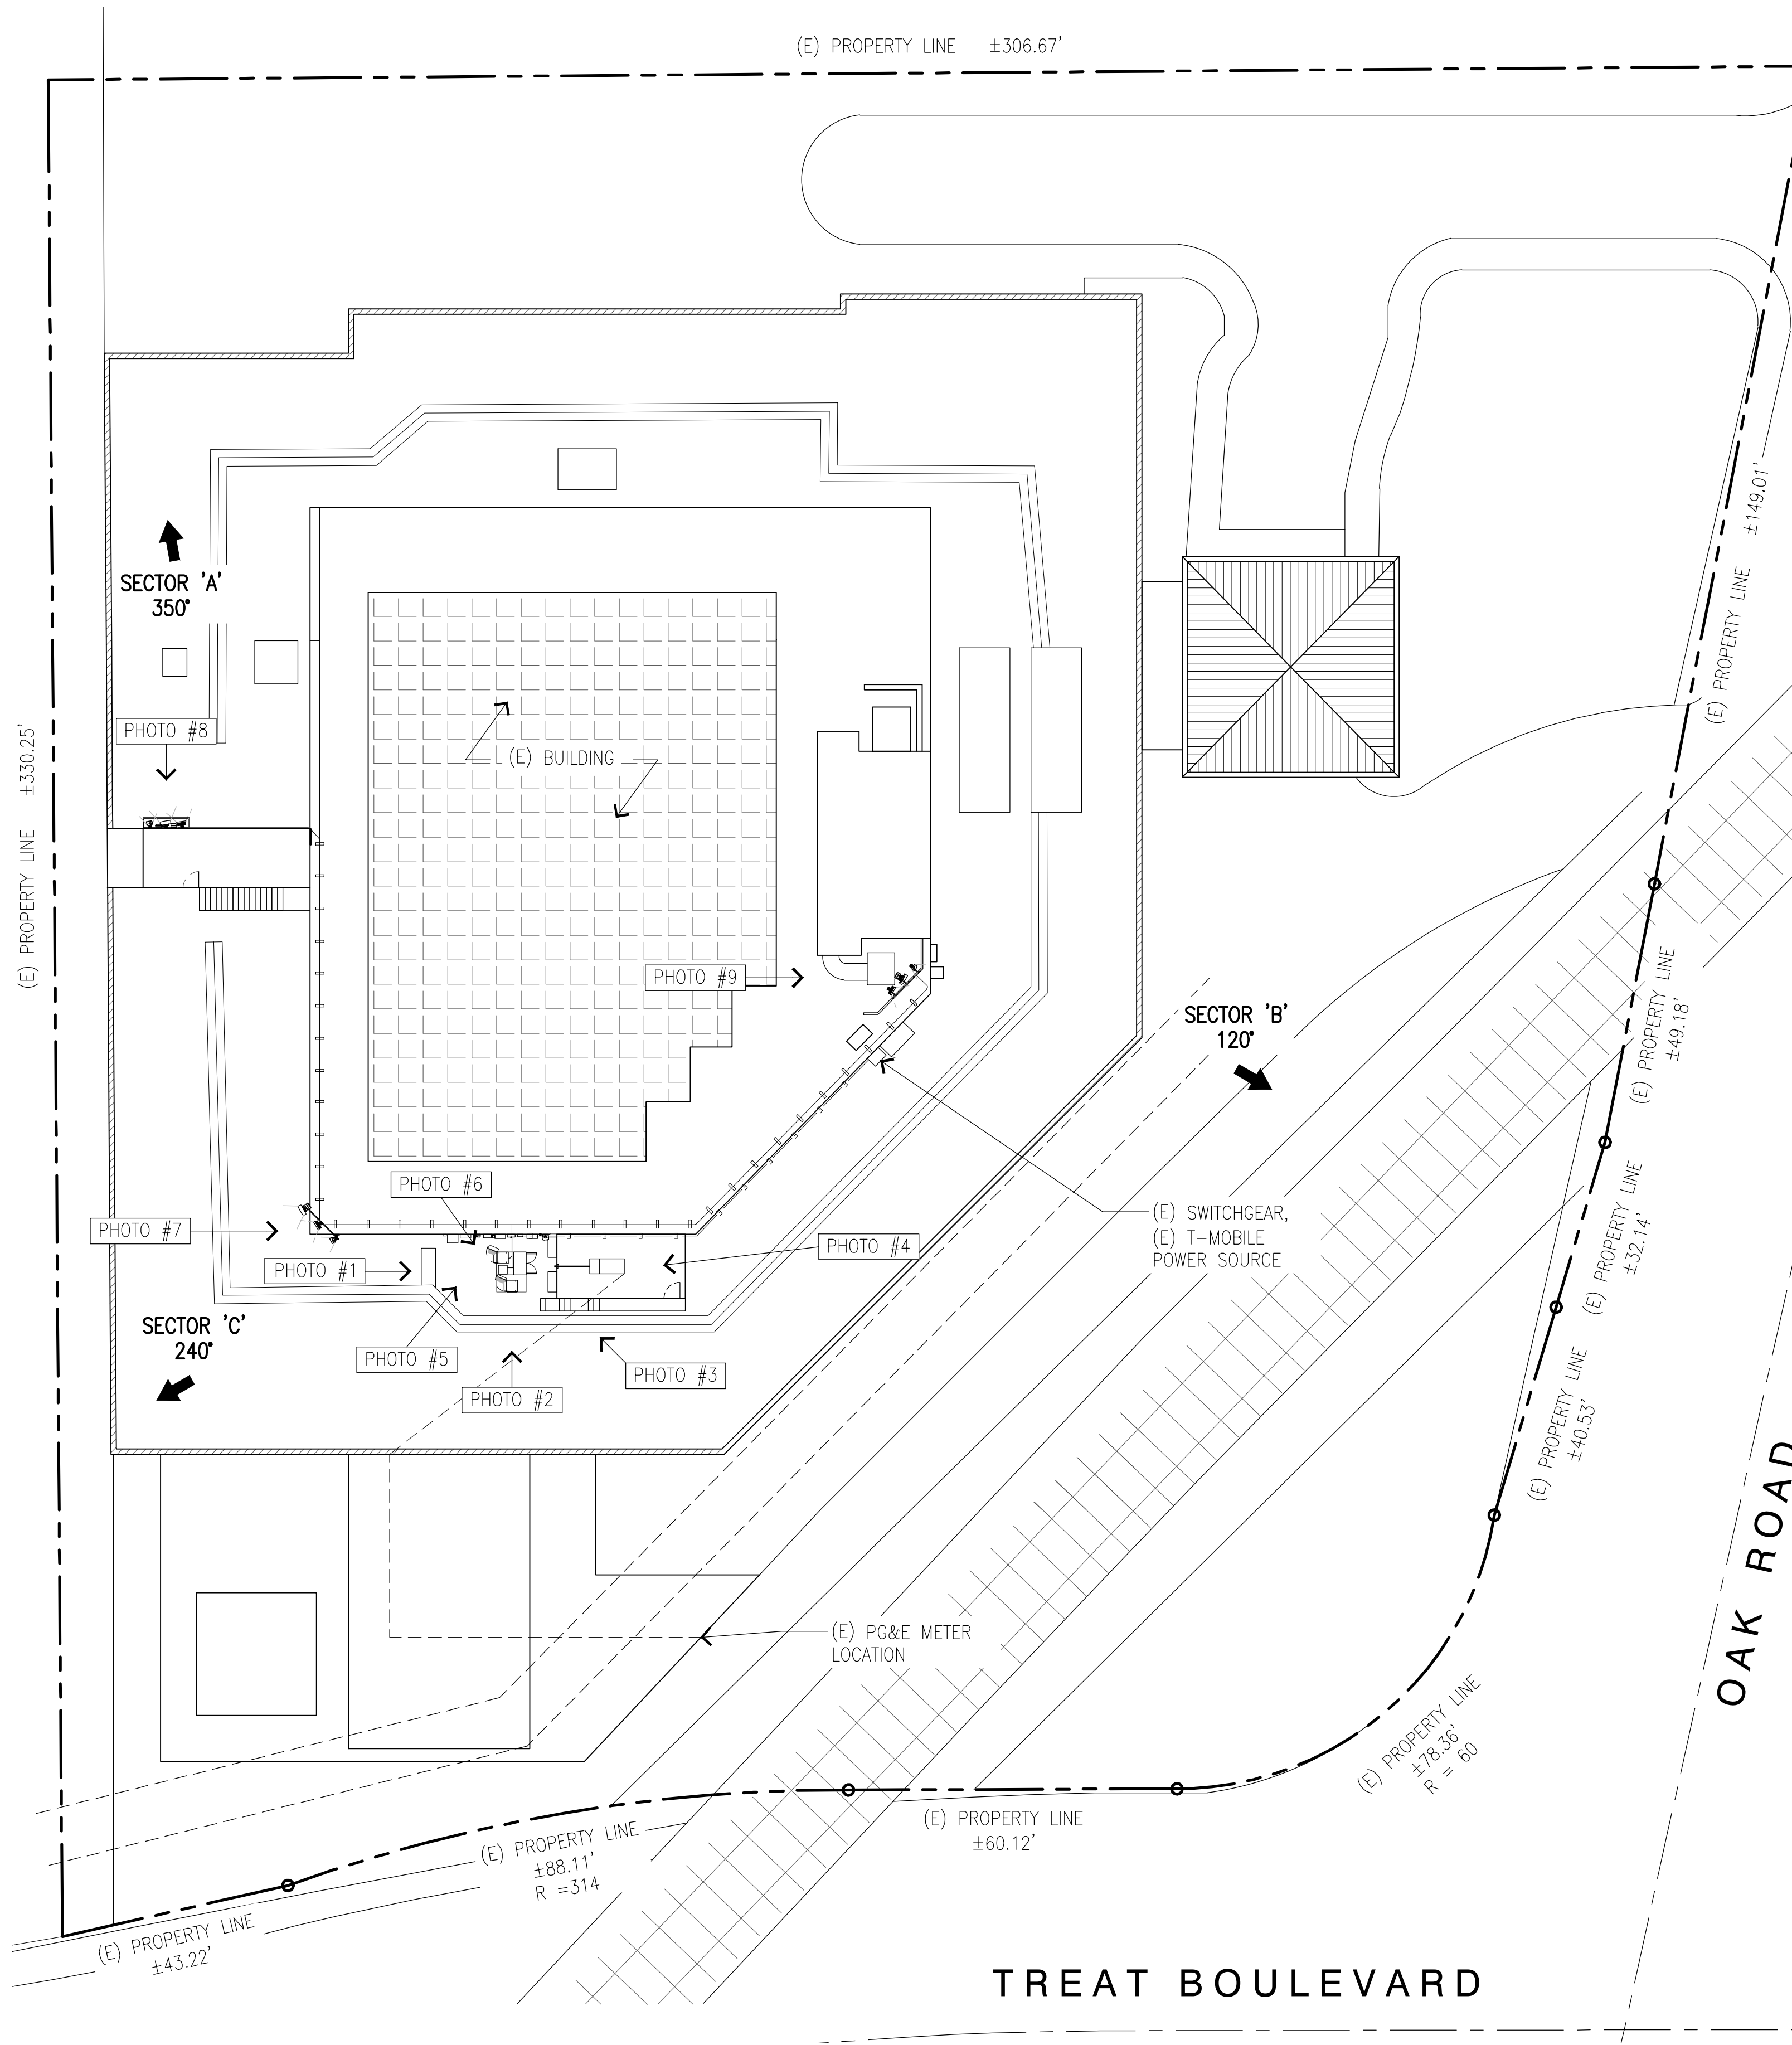 (E) PROPERTY LINE ±306.67'
(E) PROPERTY LINE ±149.01'
SECTOR 'A'
350°
(E) PROPERTY LINE ±330.25'
PHOTO #8
(E) BUILDING
PHOTO #9
SECTOR 'B'
120°
(E) PROPERTY LINE
±49.18'
PHOTO #6
PHOTO #7
PHOTO #1
PHOTO #4
(E) SWITCHGEAR,
(E) T-MOBILE
POWER SOURCE
(E) PROPERTY LINE
±32.14'
SECTOR 'C'
240°
PHOTO #5
PHOTO #3
PHOTO #2
(E) PROPERTY LINE
±40.53'
OAK ROAD
(E) PG&E METER
LOCATION
(E) PROPERTY LINE
±78.36'
R = 60
(E) PROPERTY LINE
±60.12'
(E) PROPERTY LINE
±88.11'
R =314
(E) PROPERTY LINE
±43.22'
TREAT BOULEVARD